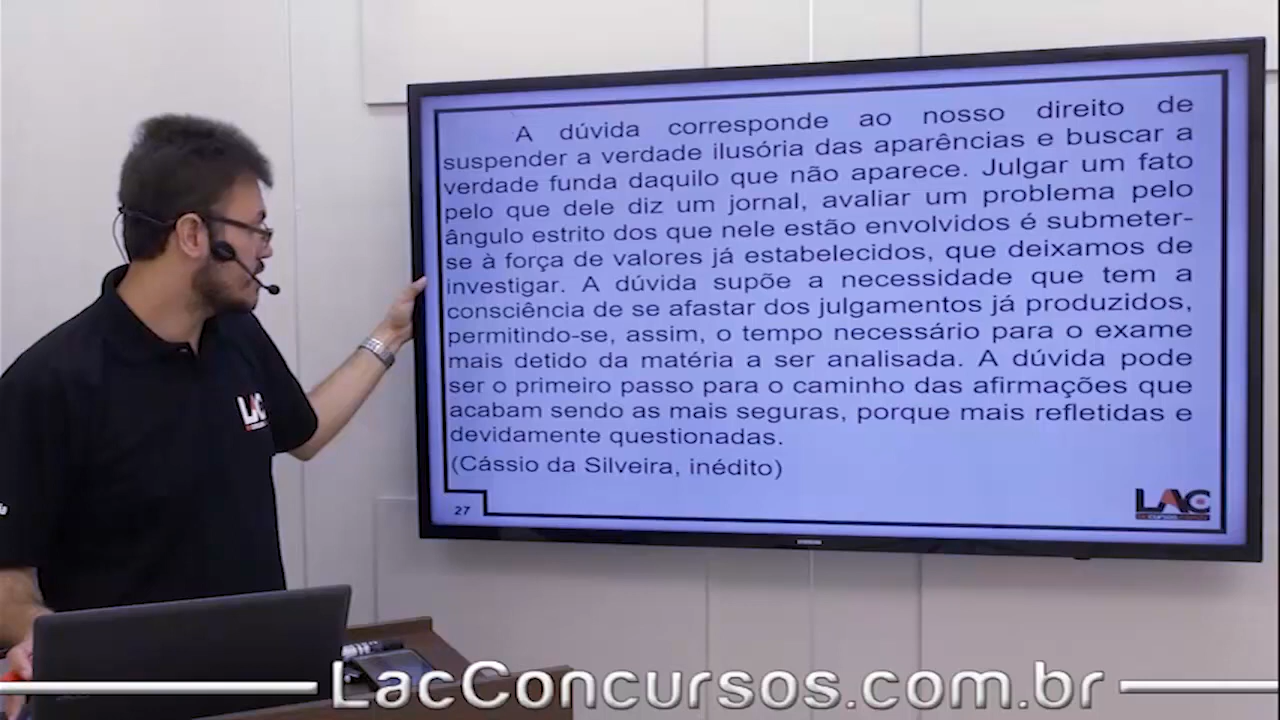 A dúvida corresponde ao nosso direito de
suspender a verdade ilusória das aparências e buscar a
verdade funda daquilo que não aparece. Julgar um fato
pelo que dele diz um jornal, avaliar um problema pelo
ângulo estrito dos que nele estão envolvidos é submeter-
se à força de valores já estabelecidos, que deixamos de
investigar. A dúvida supõe a necessidade que tem a
consciência de se afastar dos julgamentos já produzidos,
permitindo-se, assim, o tempo necessário para o exame
mais detido da matéria a ser analisada. A dúvida pode
ser o primeiro passo para o caminho das afirmações que
acabam sendo as mais seguras, porque mais refletidas e
devidamente questionadas.
(Cássio da Silveira, inédito)
27
LAC
LAC
LacConcursos.com.br